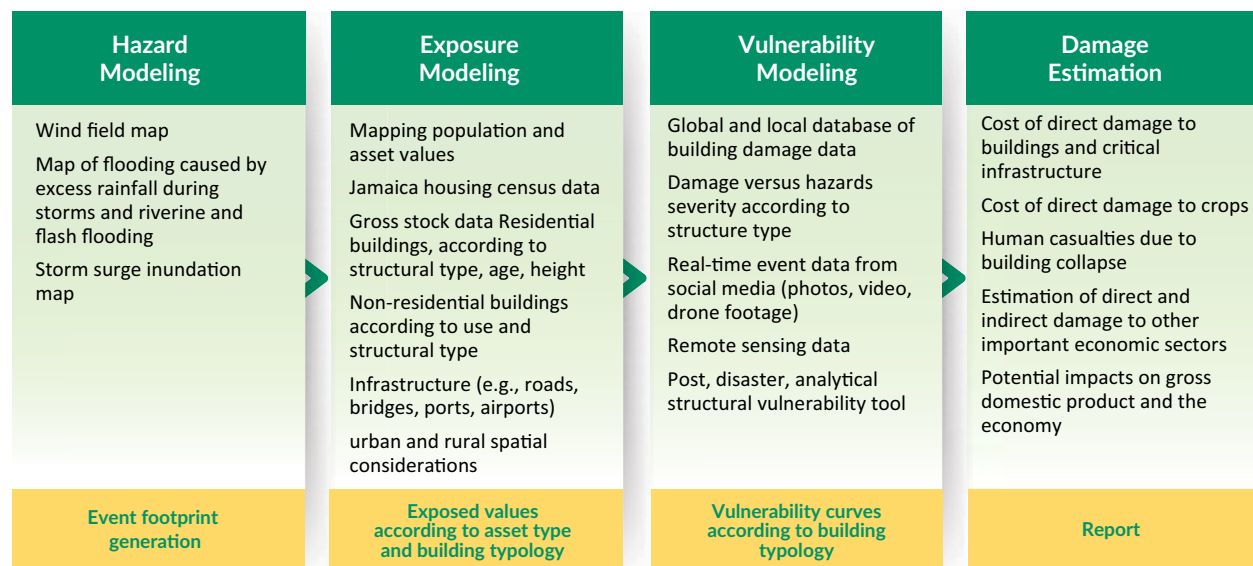 Hazard
Modeling
Wind field map
Map of flooding caused by
excess rainfall during
storms and riverine and
flash flooding
Storm surge inundation
map
Event footprint
generation
Exposure
Modeling
Mapping population and
asset values
Jamaica housing census data
Gross stock data Residential
buildings, according to
structural type, age, height
Non-residential buildings
according to use and
structural type
Infrastructure (e.g., roads,
bridges, ports, airports)
urban and rural spatial
considerations
Exposed values
according to asset type
and building typology
Vulnerability
Modeling
Global and local database of
building damage data
Damage versus hazards
severity according to
structure type
Real-time event data from
social media (photos, video,
drone footage)
Remote sensing data
Post, disaster, analytical
structural vulnerability tool
Vulnerability curves
according to building
typology
Damage
Estimation
Cost of direct damage to
buildings and critical
infrastructure
Cost of direct damage to crops
Human casualties due to
building collapse
Estimation of direct and
indirect damage to other
important economic sectors
Potential impacts on gross
domestic product and the
economy
Report